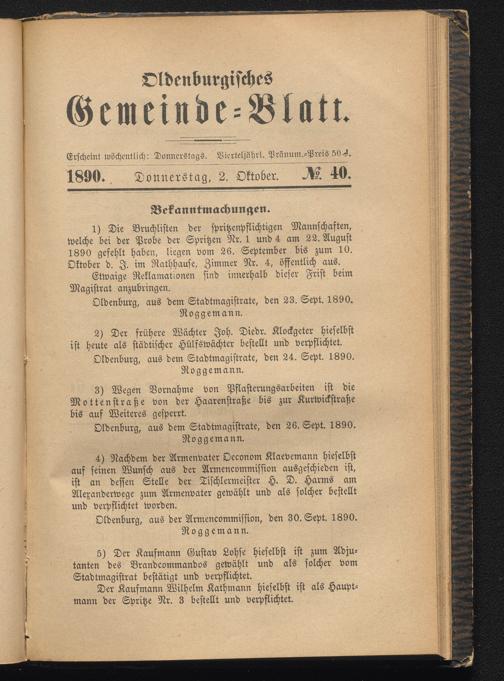 Oldenburgisches
Gemeinde-Blatt.
Erscheint wöchentlich: Donnerstags. Vierteljährl. Pränum.-Preis 50 ₰.
1890. Donnerstag, 2. Oktober. № 40.
Bekanntmachungen.
1) Die Bruchlisten der spritzenpflichtigen Mannschaften,
welche bei der Probe der Spritzen Nr. 1 und 4 am 22. August
1890 gefehlt haben, liegen vom 26. September bis zum 10.
Oktober d. J. im Rathhause, Zimmer Nr. 4, öffentlich aus.
Etwaige Reklamationen sind innerhalb dieser Frist beim
Magistrat anzubringen.
Oldenburg, aus dem Stadtmagistrate, den 23. Sept. 1890.
Roggemann.
2) Der frühere Wächter Joh. Diedr. Klockgeter hieselbst
ist heute als städtischer Hülfswächter bestellt und verpflichtet.
Oldenburg, aus dem Stadtmagistrate, den 24. Sept. 1890.
Roggemann.
3) Wegen Vornahme von Pflasterungsarbeiten ist die
Mottenstraße von der Haarenstraße bis zur Kurwickstraße
bis auf Weiteres gesperrt.
Oldenburg, aus dem Stadtmagistrate, den 26. Sept. 1890.
Roggemann.
4) Nachdem der Armenvater Oeconom Klaevemann hieselbst
auf seinen Wunsch aus der Armencommission ausgeschieden ist,
ist an dessen Stelle der Tischlermeister H. D. Harms am
Alexanderwege zum Armenvater gewählt und als solcher bestellt
und verpflichtet worden.
Oldenburg, aus der Armencommission, den 30. Sept. 1890.
Roggemann.
5) Der Kaufmann Gustav Lohse hieselbst ist zum Adju-
tanten des Brandcommandos gewählt und als solcher vom
Stadtmagistrat bestätigt und verpflichtet.
Der Kaufmann Wilhelm Kathmann hieselbst ist als Haupt-
mann der Spritze Nr. 3 bestellt und verpflichtet.